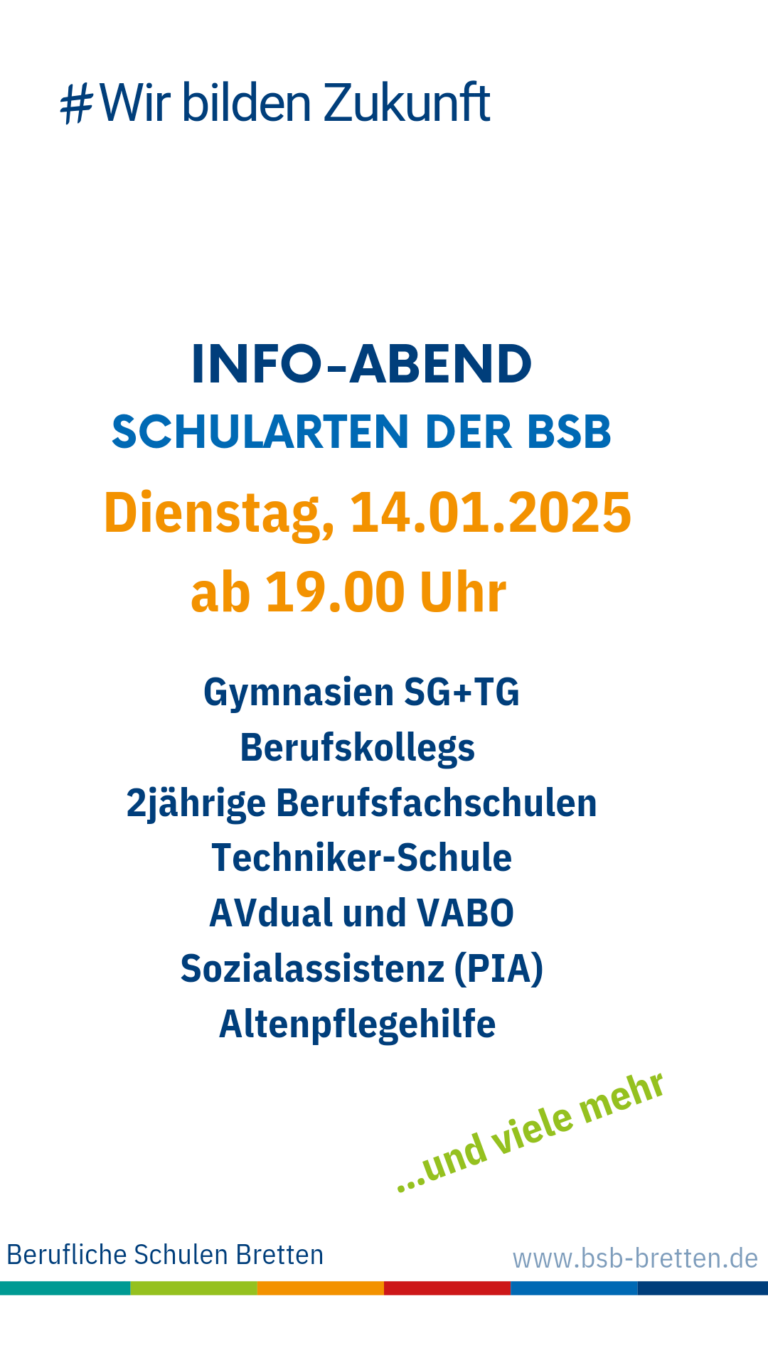 #Wir bilden Zukunft
INFO-ABEND
SCHULARTEN DER BSB
Dienstag, 14.01.2025
ab 19.00 Uhr
Gymnasien SG+TG
Berufskollegs
2jährige Berufsfachschulen
Techniker-Schule
AVdual und VABO
Sozialassistenz (PIA)
Altenpflegehilfe
...und viele mehr
Berufliche Schulen Bretten
www.bsb-bretten.de